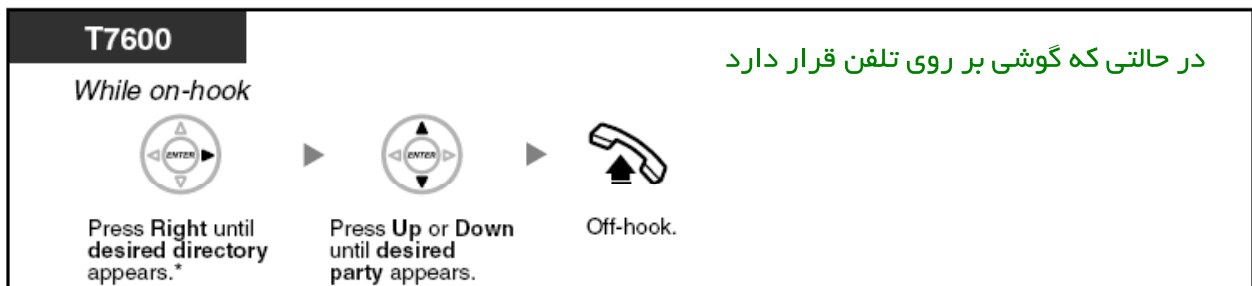 T7600
در حالتی که گوشی بر روی تلفن قرار دارد
While on-hook
ENTER
ENTER
Press Right until
desired directory
appears.*
Press Up or Down
until desired
party appears.
Off-hook.